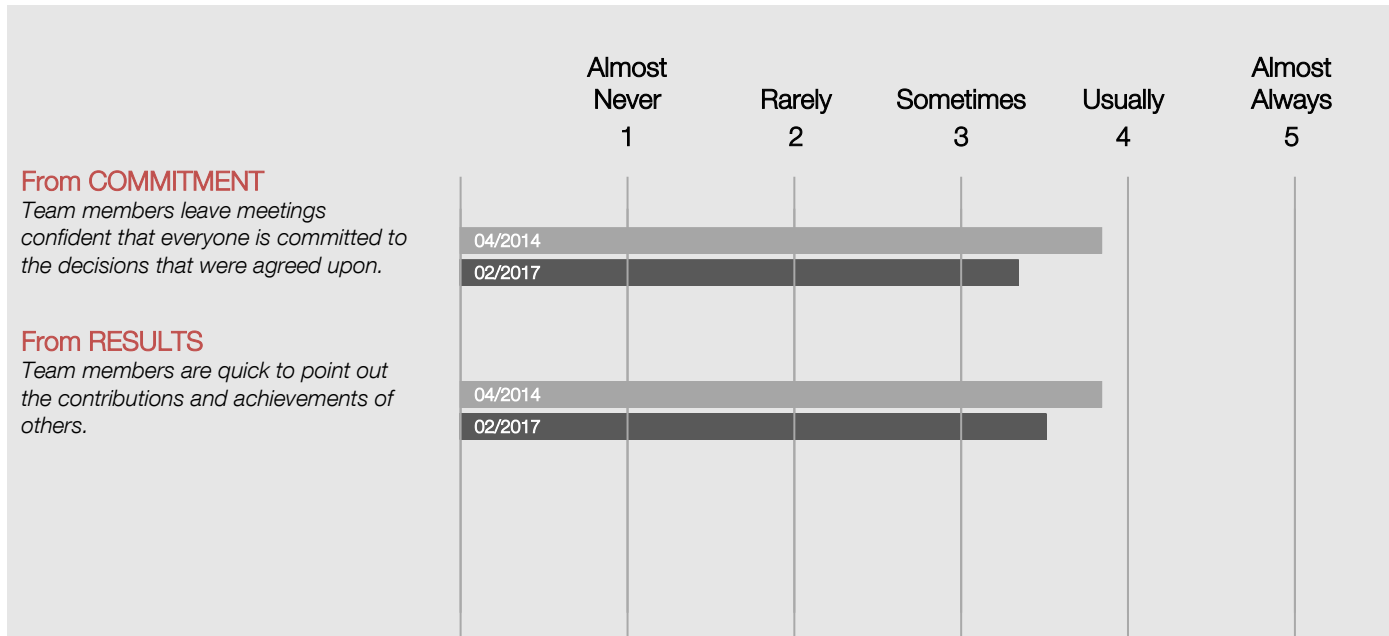 Almost
Never
Rarely
Sometimes
Usually
Almost
Always
1
2
3
4
5
From COMMITMENT
Team members leave meetings
confident that everyone is committed to
the decisions that were agreed upon.
04/2014
02/2017
From RESULTS
Team members are quick to point out
the contributions and achievements of
others.
04/2014
02/2017